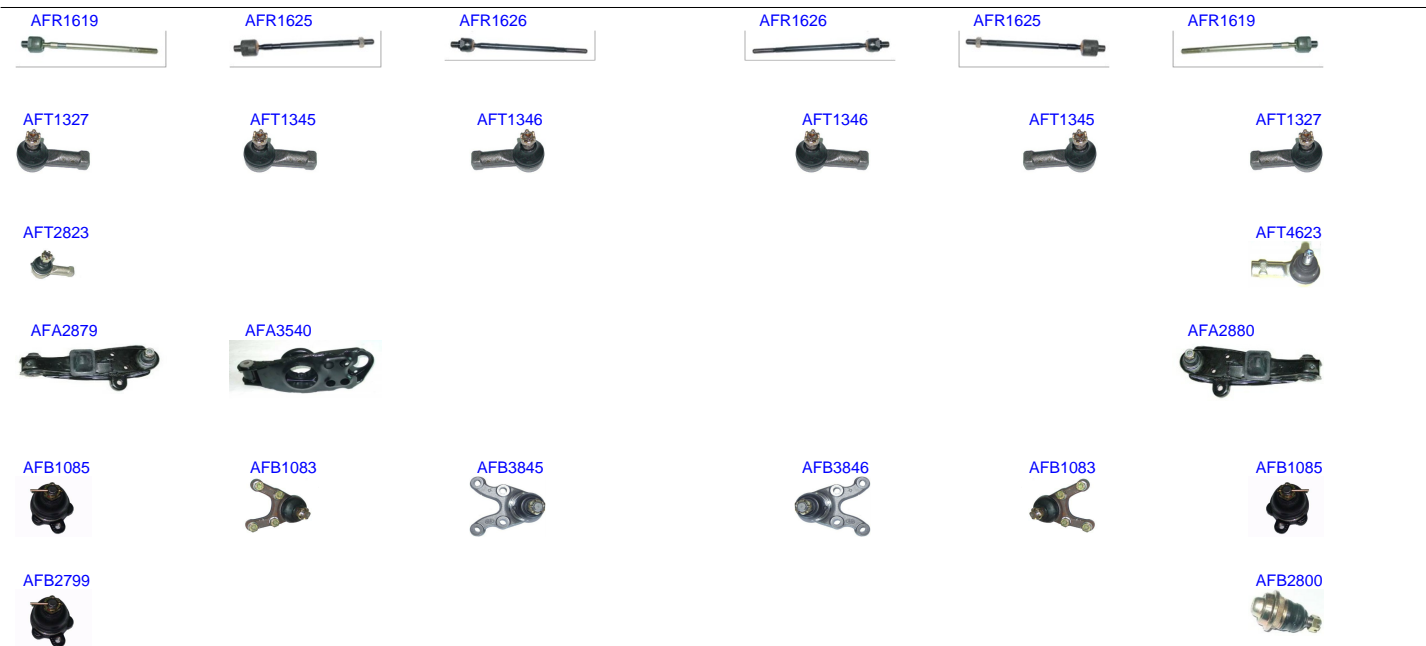 AFR1619 AFR1625 AFR1626 AFR1626 AFR1625 AFR1619
AFT1327 AFT1345 AFT1346 AFT1346 AFT1345 AFT1327
AFT2823 AFT4623
AFA2879 AFA3540 AFA2880
AFB1085 AFB1083 AFB3845 AFB3846 AFB1083 AFB1085
AFB2799 AFB2800